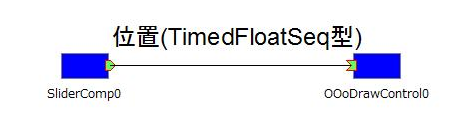 位置(TimedFloatSeq型)
SliderComp0
OOoDrawControl0